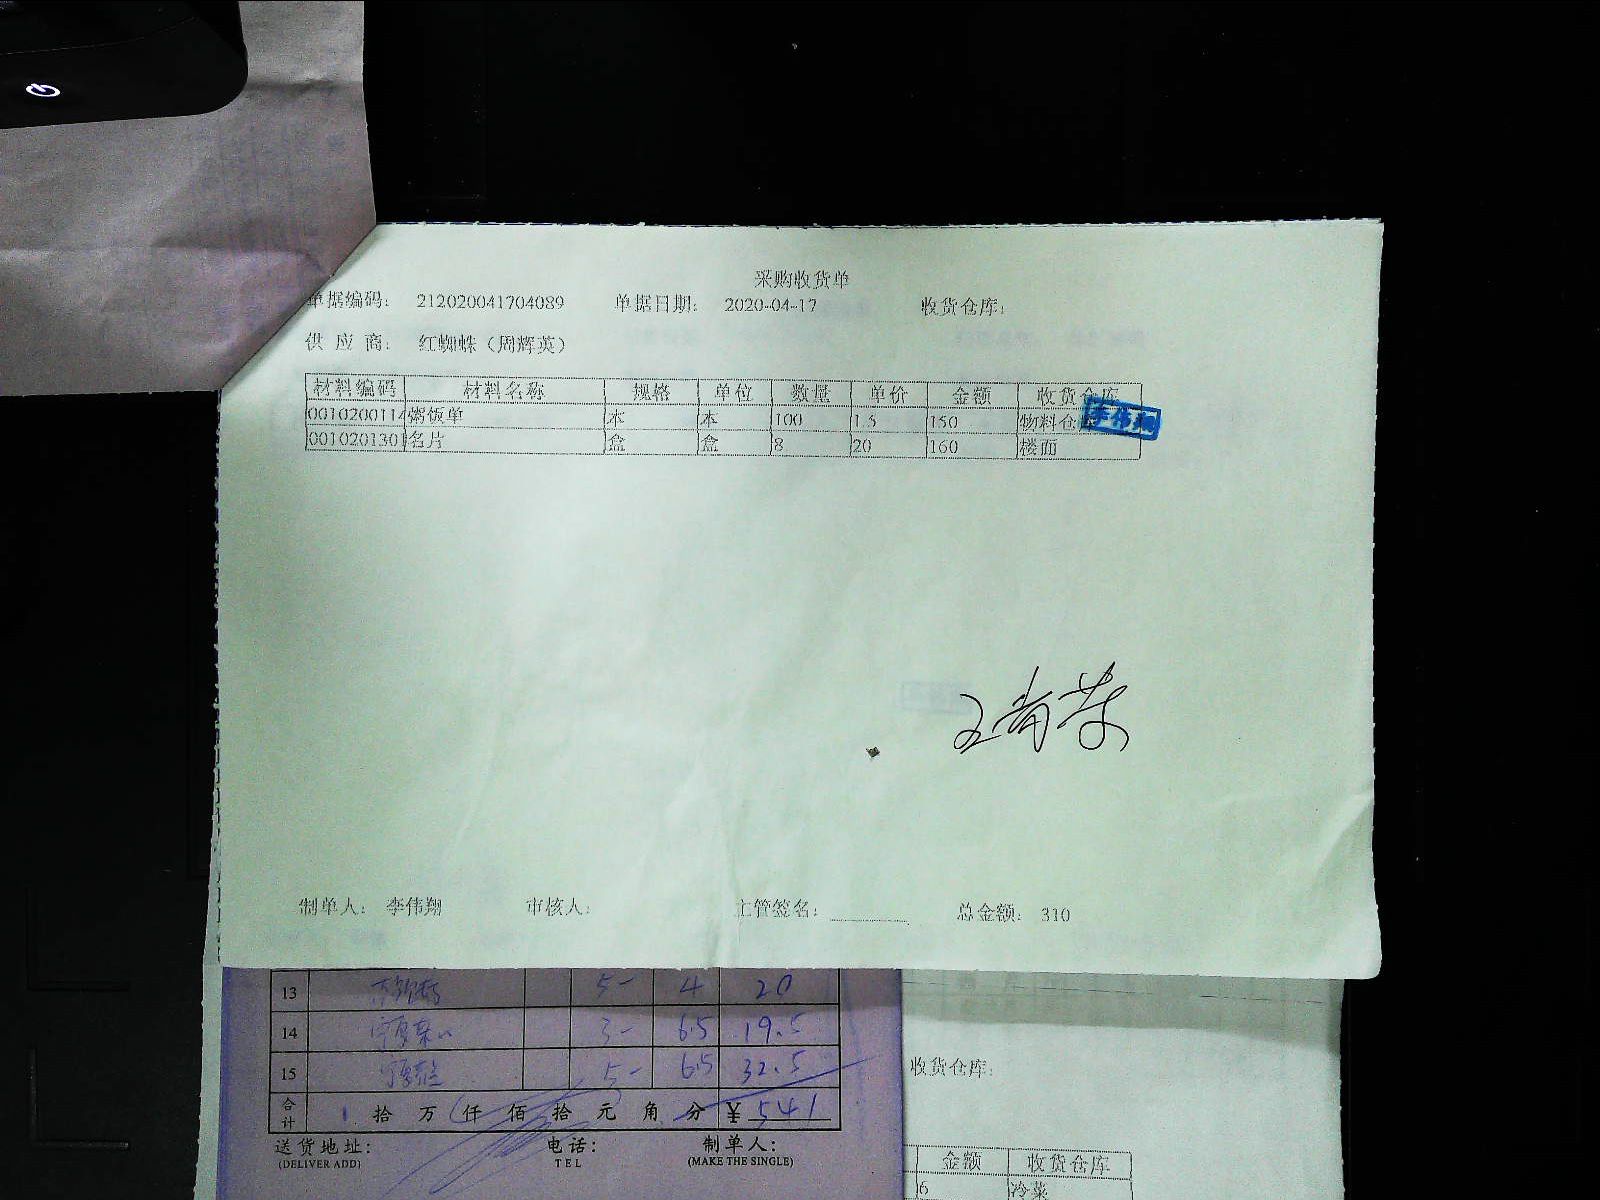 采购收货单
单据编码: 212020041704089 单据日期: 2020-04-17 收货仓库:
供应商: 红蜘蛛（周辉英）
材料编码 材料名称 规格 单位 数量 单价 金额 收货仓库
0010200114 粥饭单 本 本 100 1.5 150 物料仓
001020130 名片 盒 盒 8 20 160 楼面
李伟翔
制单人: 李伟翔 审核人: 主管签名: 总金额: 310
13 5- 4 20
14 3- 6.5 19.5
15 5- 6.5 32.5
合计 拾 万 仟 佰 拾 元 角 分 ¥ 541
送货地址: 电话: 制单人:
(DELIVER ADD) TEL (MAKE THE SINGLE)
收货仓库:
金额 收货仓库
6 冷菜